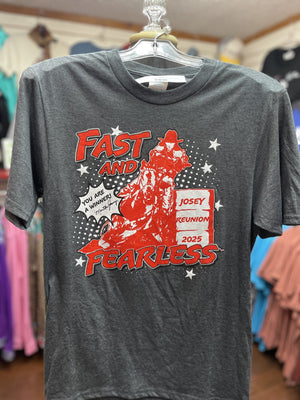 FAST
AND
FEARLESS
YOU ARE
A WINNER!
JOSEY
REUNION
2025